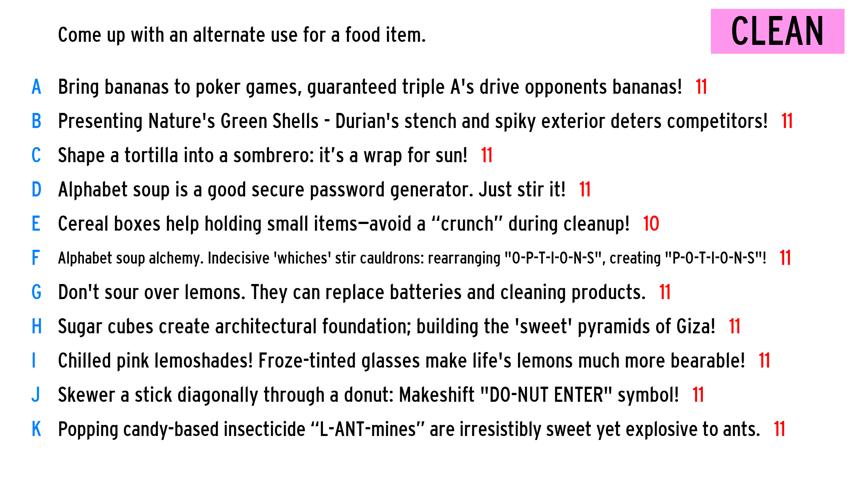 Come up with an alternate use for a food item.
CLEAN
A Bring bananas to poker games, guaranteed triple A's drive opponents bananas! 11
B Presenting Nature's Green Shells - Durian's stench and spiky exterior deters competitors! 11
C Shape a tortilla into a sombrero: it’s a wrap for sun! 11
D Alphabet soup is a good secure password generator. Just stir it! 11
E Cereal boxes help holding small items—avoid a “crunch” during cleanup! 10
F Alphabet soup alchemy. Indecisive 'whiches' stir cauldrons: rearranging "O-P-T-I-O-N-S", creating "P-O-T-I-O-N-S"! 11
G Don't sour over lemons. They can replace batteries and cleaning products. 11
H Sugar cubes create architectural foundation; building the 'sweet' pyramids of Giza! 11
I Chilled pink lemoshades! Froze-tinted glasses make life's lemons much more bearable! 11
J Skewer a stick diagonally through a donut: Makeshift "DO-NUT ENTER" symbol! 11
K Popping candy-based insecticide “L-ANT-mines” are irresistibly sweet yet explosive to ants. 11